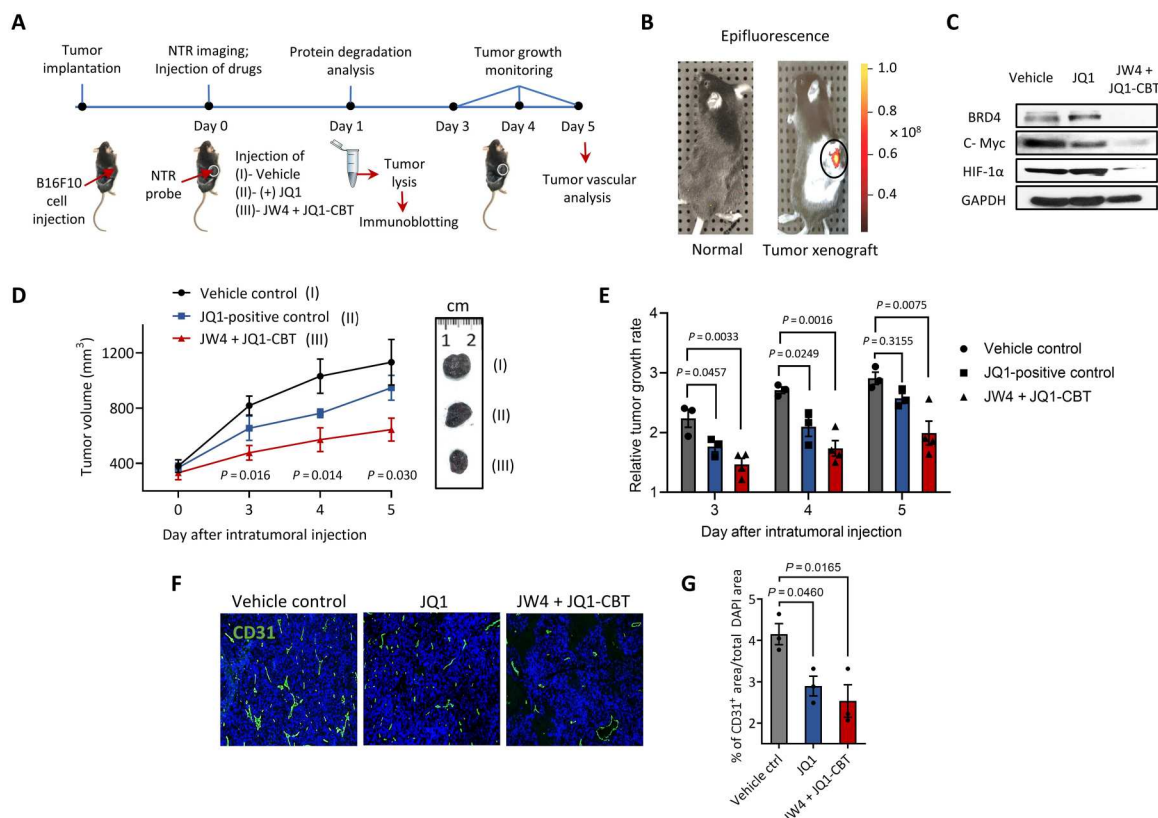 A
Tumor
implantation
NTR imaging;
Injection of drugs
Protein degradation
analysis
Tumor growth
monitoring
Day 0
Day 1
Day 3
Day 4
Day 5
B16F10
cell
injection
NTR
probe
Injection of
(I)- Vehicle
(II)- (+) JQ1
(III)- JW4 + JQ1-CBT
Tumor
lysis
Immunoblotting
Tumor vascular
analysis
B
Epifluorescence
1.0
0.8
× 10⁸
0.6
0.4
Normal
Tumor xenograft
C
Vehicle
JQ1
JW4 +
JQ1-CBT
BRD4
C- Myc
HIF-1α
GAPDH
D
Vehicle control (I)
JQ1-positive control (II)
JW4 + JQ1-CBT (III)
Tumor volume (mm³)
1200
800
400
P = 0.016
P = 0.014
P = 0.030
0
3
4
5
Day after intratumoral injection
cm
1 2
(I)
(II)
(III)
E
Relative tumor growth rate
4
3
2
1
P = 0.0033
P = 0.0457
P = 0.0016
P = 0.0249
P = 0.0075
P = 0.3155
3
4
5
Day after intratumoral injection
Vehicle control
JQ1-positive control
JW4 + JQ1-CBT
F
Vehicle control
JQ1
JW4 + JQ1-CBT
CD31
G
% of CD31⁺ area/total DAPI area
5
4
3
2
P = 0.0165
P = 0.0460
Vehicle ctrl
JQ1
JW4 + JQ1-CBT